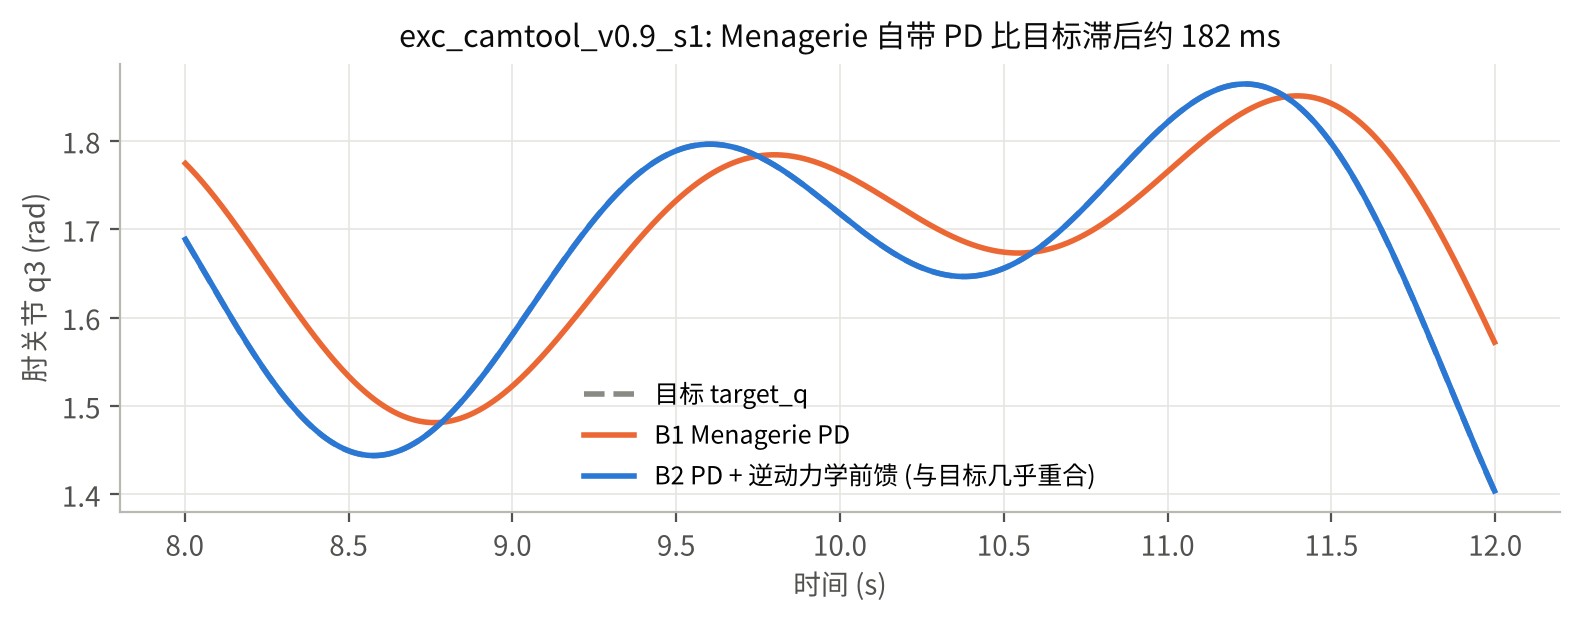 exc_camtool_v0.9_s1: Menagerie 自带 PD 比目标滞后约 182 ms
肘关节 q3 (rad)
1.8
1.7
1.6
1.5
1.4
目标 target_q
B1 Menagerie PD
B2 PD + 逆动力学前馈 (与目标几乎重合)
8.0 8.5 9.0 9.5 10.0 10.5 11.0 11.5 12.0
时间 (s)